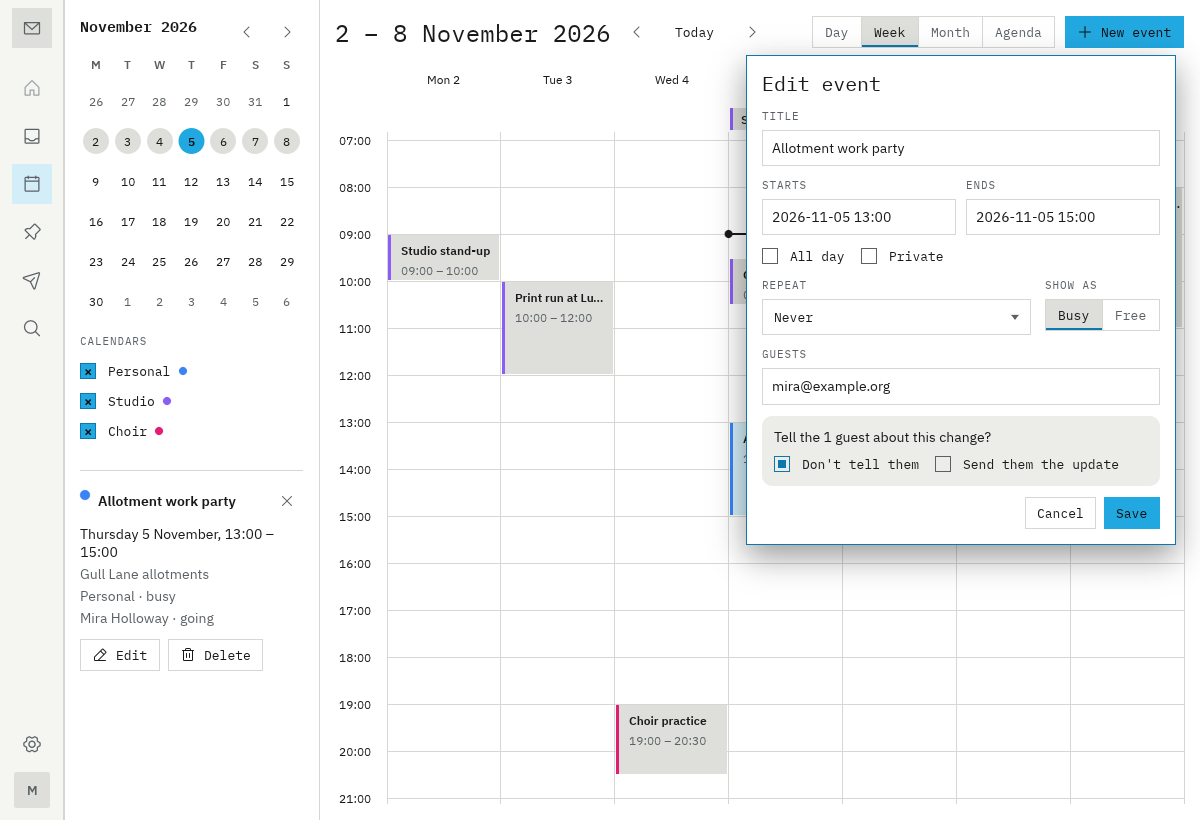 November 2026
M T W T F S S
26 27 28 29 30 31 1
2 3 4 5 6 7 8
9 10 11 12 13 14 15
16 17 18 19 20 21 22
23 24 25 26 27 28 29
30 1 2 3 4 5 6
CALENDARS
Personal
Studio
Choir
Allotment work party
Thursday 5 November, 13:00 –
15:00
Gull Lane allotments
Personal · busy
Mira Holloway · going
Edit
Delete
M
2 – 8 November 2026
Today
Day
Week
Month
Agenda
New event
Mon 2
Tue 3
Wed 4
07:00
08:00
09:00
10:00
11:00
12:00
13:00
14:00
15:00
16:00
17:00
18:00
19:00
20:00
21:00
Studio stand-up
09:00 – 10:00
Print run at Lu...
10:00 – 12:00
Choir practice
19:00 – 20:30
Edit event
TITLE
Allotment work party
STARTS
ENDS
2026-11-05 13:00
2026-11-05 15:00
All day
Private
REPEAT
SHOW AS
Never
Busy
Free
GUESTS
mira@example.org
Tell the 1 guest about this change?
Don't tell them
Send them the update
Cancel
Save